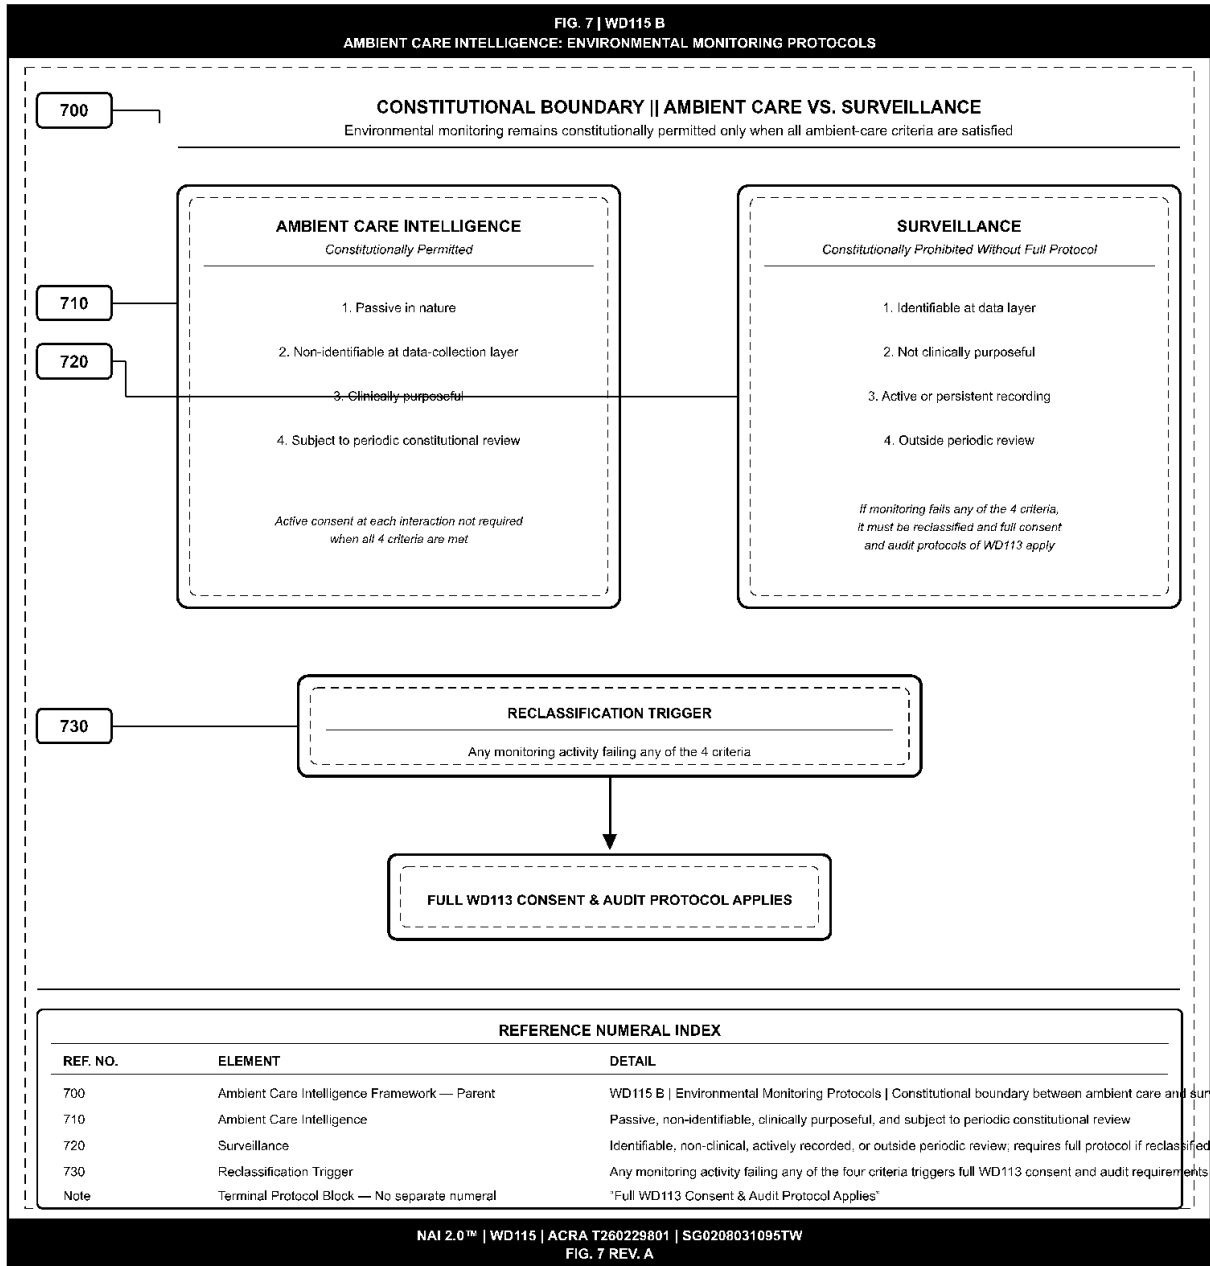 FIG. 7 | WD115 B
AMBIENT CARE INTELLIGENCE: ENVIRONMENTAL MONITORING PROTOCOLS
700
CONSTITUTIONAL BOUNDARY || AMBIENT CARE VS. SURVEILLANCE
Environmental monitoring remains constitutionally permitted only when all ambient-care criteria are satisfied
AMBIENT CARE INTELLIGENCE
Constitutionally Permitted
710
1. Passive in nature
2. Non-identifiable at data-collection layer
3. Clinically purposeful
4. Subject to periodic constitutional review
Active consent at each interaction not required
when all 4 criteria are met
720
SURVEILLANCE
Constitutionally Prohibited Without Full Protocol
1. Identifiable at data layer
2. Not clinically purposeful
3. Active or persistent recording
4. Outside periodic review
If monitoring fails any of the 4 criteria,
it must be reclassified and full consent
and audit protocols of WD113 apply
730
RECLASSIFICATION TRIGGER
Any monitoring activity failing any of the 4 criteria
FULL WD113 CONSENT & AUDIT PROTOCOL APPLIES
REFERENCE NUMERAL INDEX
REF. NO. ELEMENT DETAIL
700 Ambient Care Intelligence Framework — Parent WD115 B | Environmental Monitoring Protocols | Constitutional boundary between ambient care and sur
710 Ambient Care Intelligence Passive, non-identifiable, clinically purposeful, and subject to periodic constitutional review
720 Surveillance Identifiable, non-clinical, actively recorded, or outside periodic review; requires full protocol if reclassified
730 Reclassification Trigger Any monitoring activity failing any of the four criteria triggers full WD113 consent and audit requirements
Note Terminal Protocol Block — No separate numeral "Full WD113 Consent & Audit Protocol Applies"
NAI 2.0™ | WD115 | ACRA T260229801 | SG0208031095TW
FIG. 7 REV. A